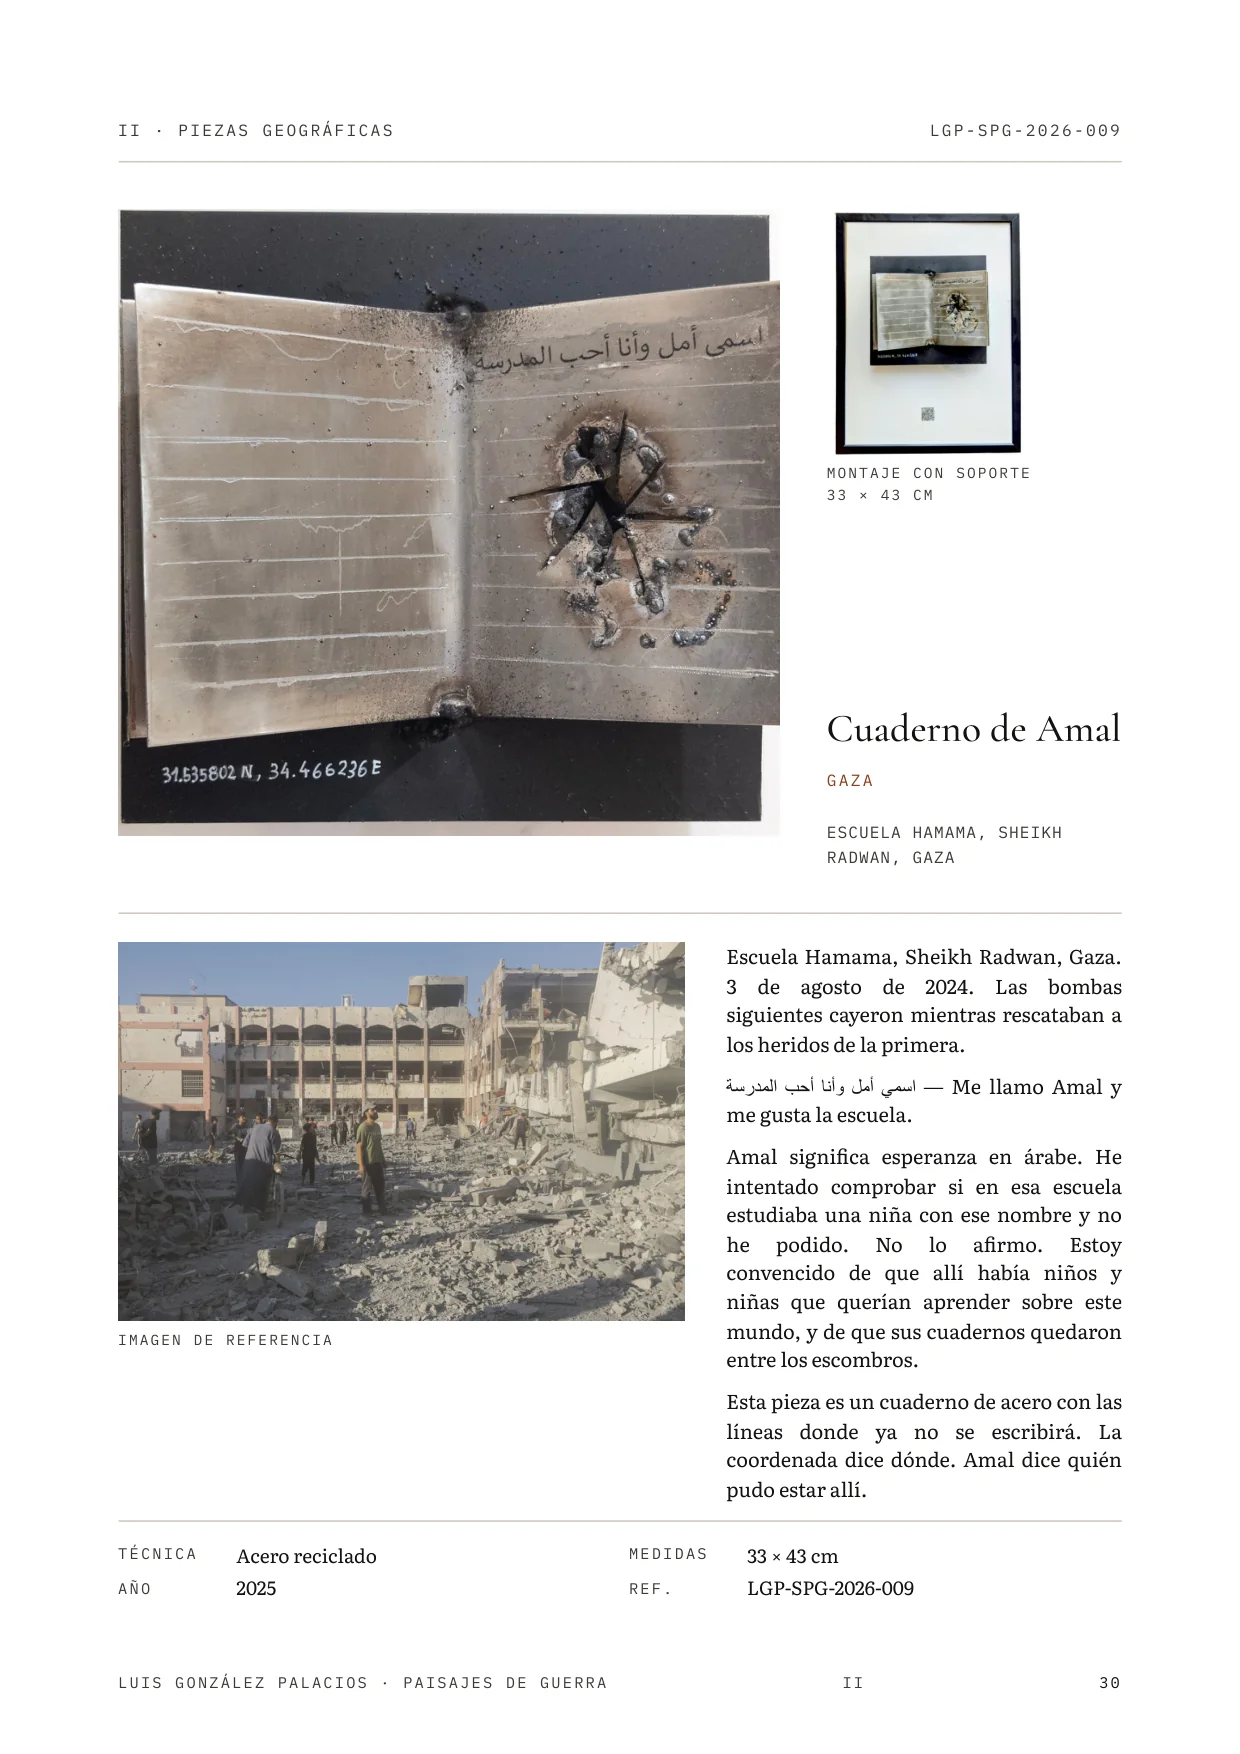 II · PIEZAS GEOGRÁFICAS
LGP-SPG-2026-009
اسمي أمل وأنا أحب المدرسة
31.535802 N, 34.466236 E
MONTAJE CON SOPORTE
33 × 43 CM
Cuaderno de Amal
GAZA
ESCUELA HAMAMA, SHEIKH
RADWAN, GAZA
IMAGEN DE REFERENCIA
Escuela Hamama, Sheikh Radwan, Gaza.
3 de agosto de 2024. Las bombas
siguientes cayeron mientras rescataban a
los heridos de la primera.
اسمي أمل وأنا أحب المدرسة — Me llamo Amal y
me gusta la escuela.
Amal significa esperanza en árabe. He
intentado comprobar si en esa escuela
estudiaba una niña con ese nombre y no
he podido. No lo afirmo. Estoy
convencido de que allí había niños y
niñas que querían aprender sobre este
mundo, y de que sus cuadernos quedaron
entre los escombros.
Esta pieza es un cuaderno de acero con las
líneas donde ya no se escribirá. La
coordenada dice dónde. Amal dice quién
pudo estar allí.
TÉCNICA Acero reciclado
MEDIDAS 33 × 43 cm
AÑO 2025
REF. LGP-SPG-2026-009
LUIS GONZÁLEZ PALACIOS · PAISAJES DE GUERRA
II
30